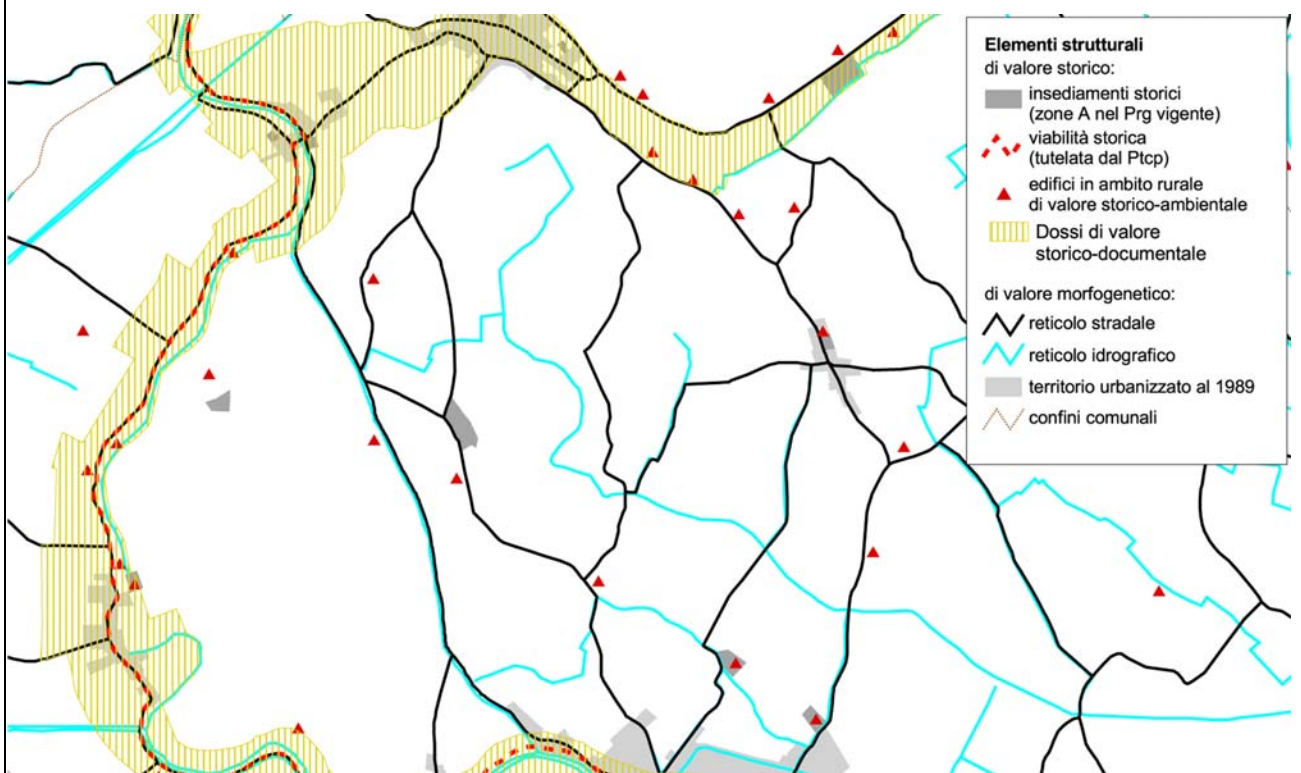 Elementi strutturali
di valore storico:
insediamenti storici
(zone A nel Prg vigente)
viabilità storica
(tutelata dal Ptcp)
edifici in ambito rurale
di valore storico-ambientale
Dossi di valore
storico-documentale
di valore morfogenetico:
reticolo stradale
reticolo idrografico
territorio urbanizzato al 1989
confini comunali